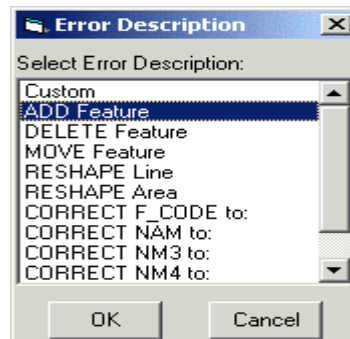 Error Description
Select Error Description:
Custom
ADD Feature
DELETE Feature
MOVE Feature
RESHAPE Line
RESHAPE Area
CORRECT F_CODE to:
CORRECT NAM to:
CORRECT NM3 to:
CORRECT NM4 to:
OK Cancel